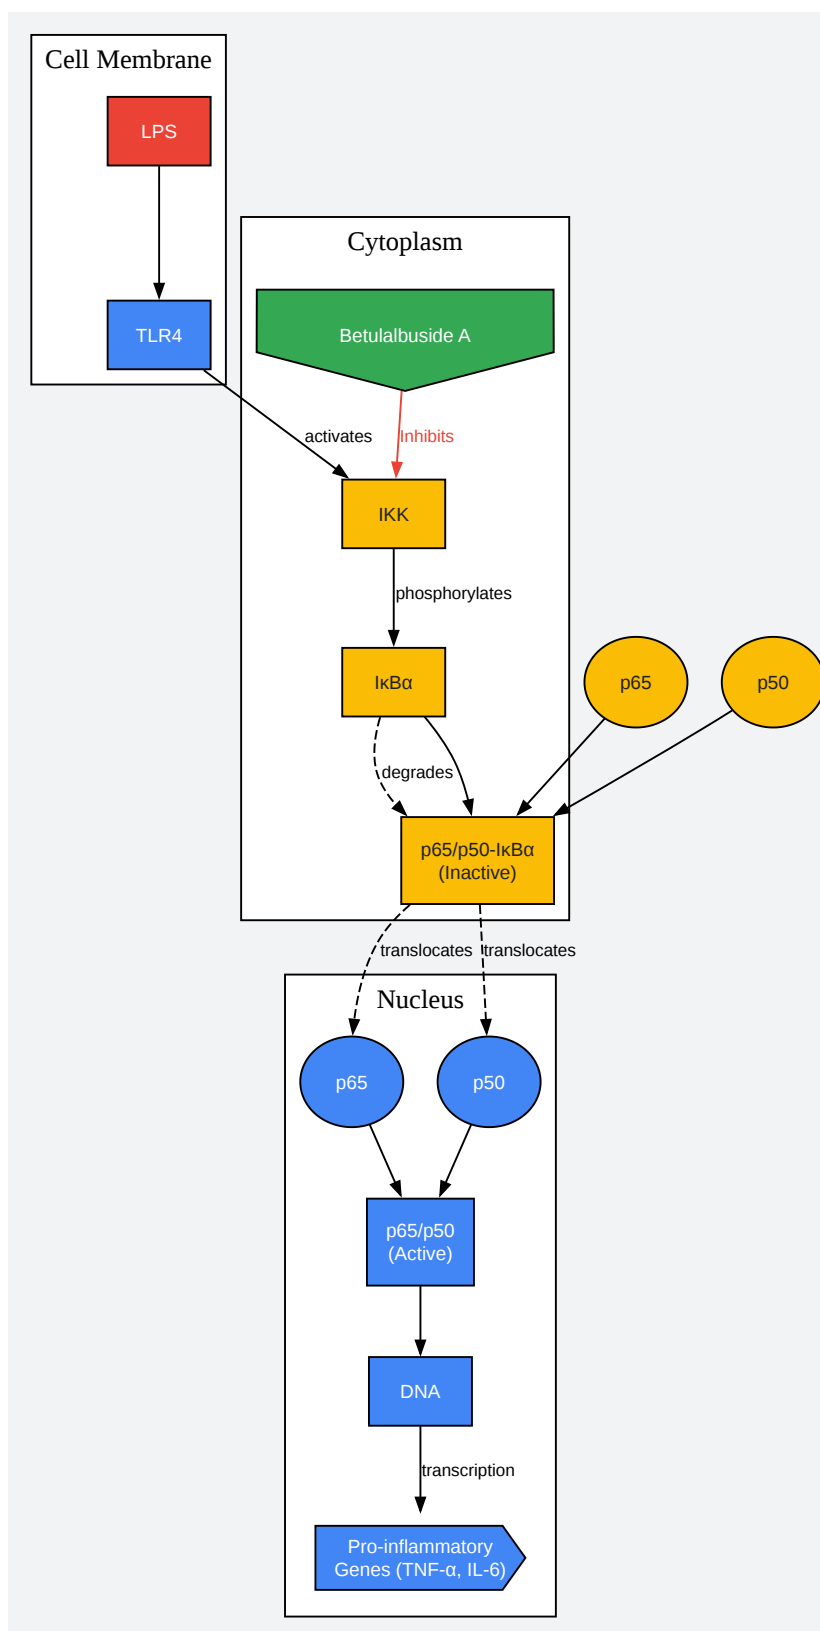 Cell Membrane
LPS
TLR4
Cytoplasm
Betulalbuside A
activates
Inhibits
IKK
phosphorylates
IκBα
p65
p50
degrades
p65/p50-IκBα
(Inactive)
translocates
translocates
Nucleus
p65
p50
p65/p50
(Active)
DNA
transcription
Pro-inflammatory
Genes (TNF-α, IL-6)